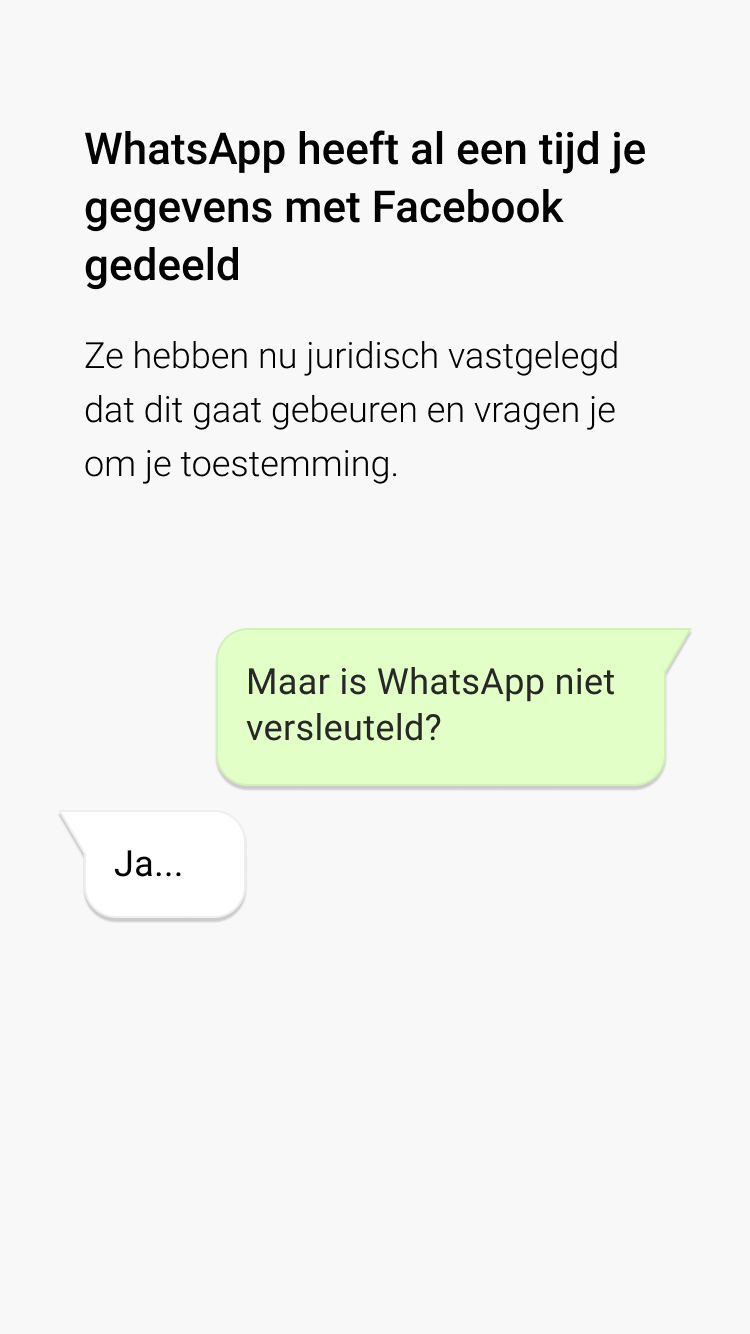 WhatsApp heeft al een tijd je
gegevens met Facebook
gedeeld
Ze hebben nu juridisch vastgelegd
dat dit gaat gebeuren en vragen je
om je toestemming.
Maar is WhatsApp niet
versleuteld?
Ja...